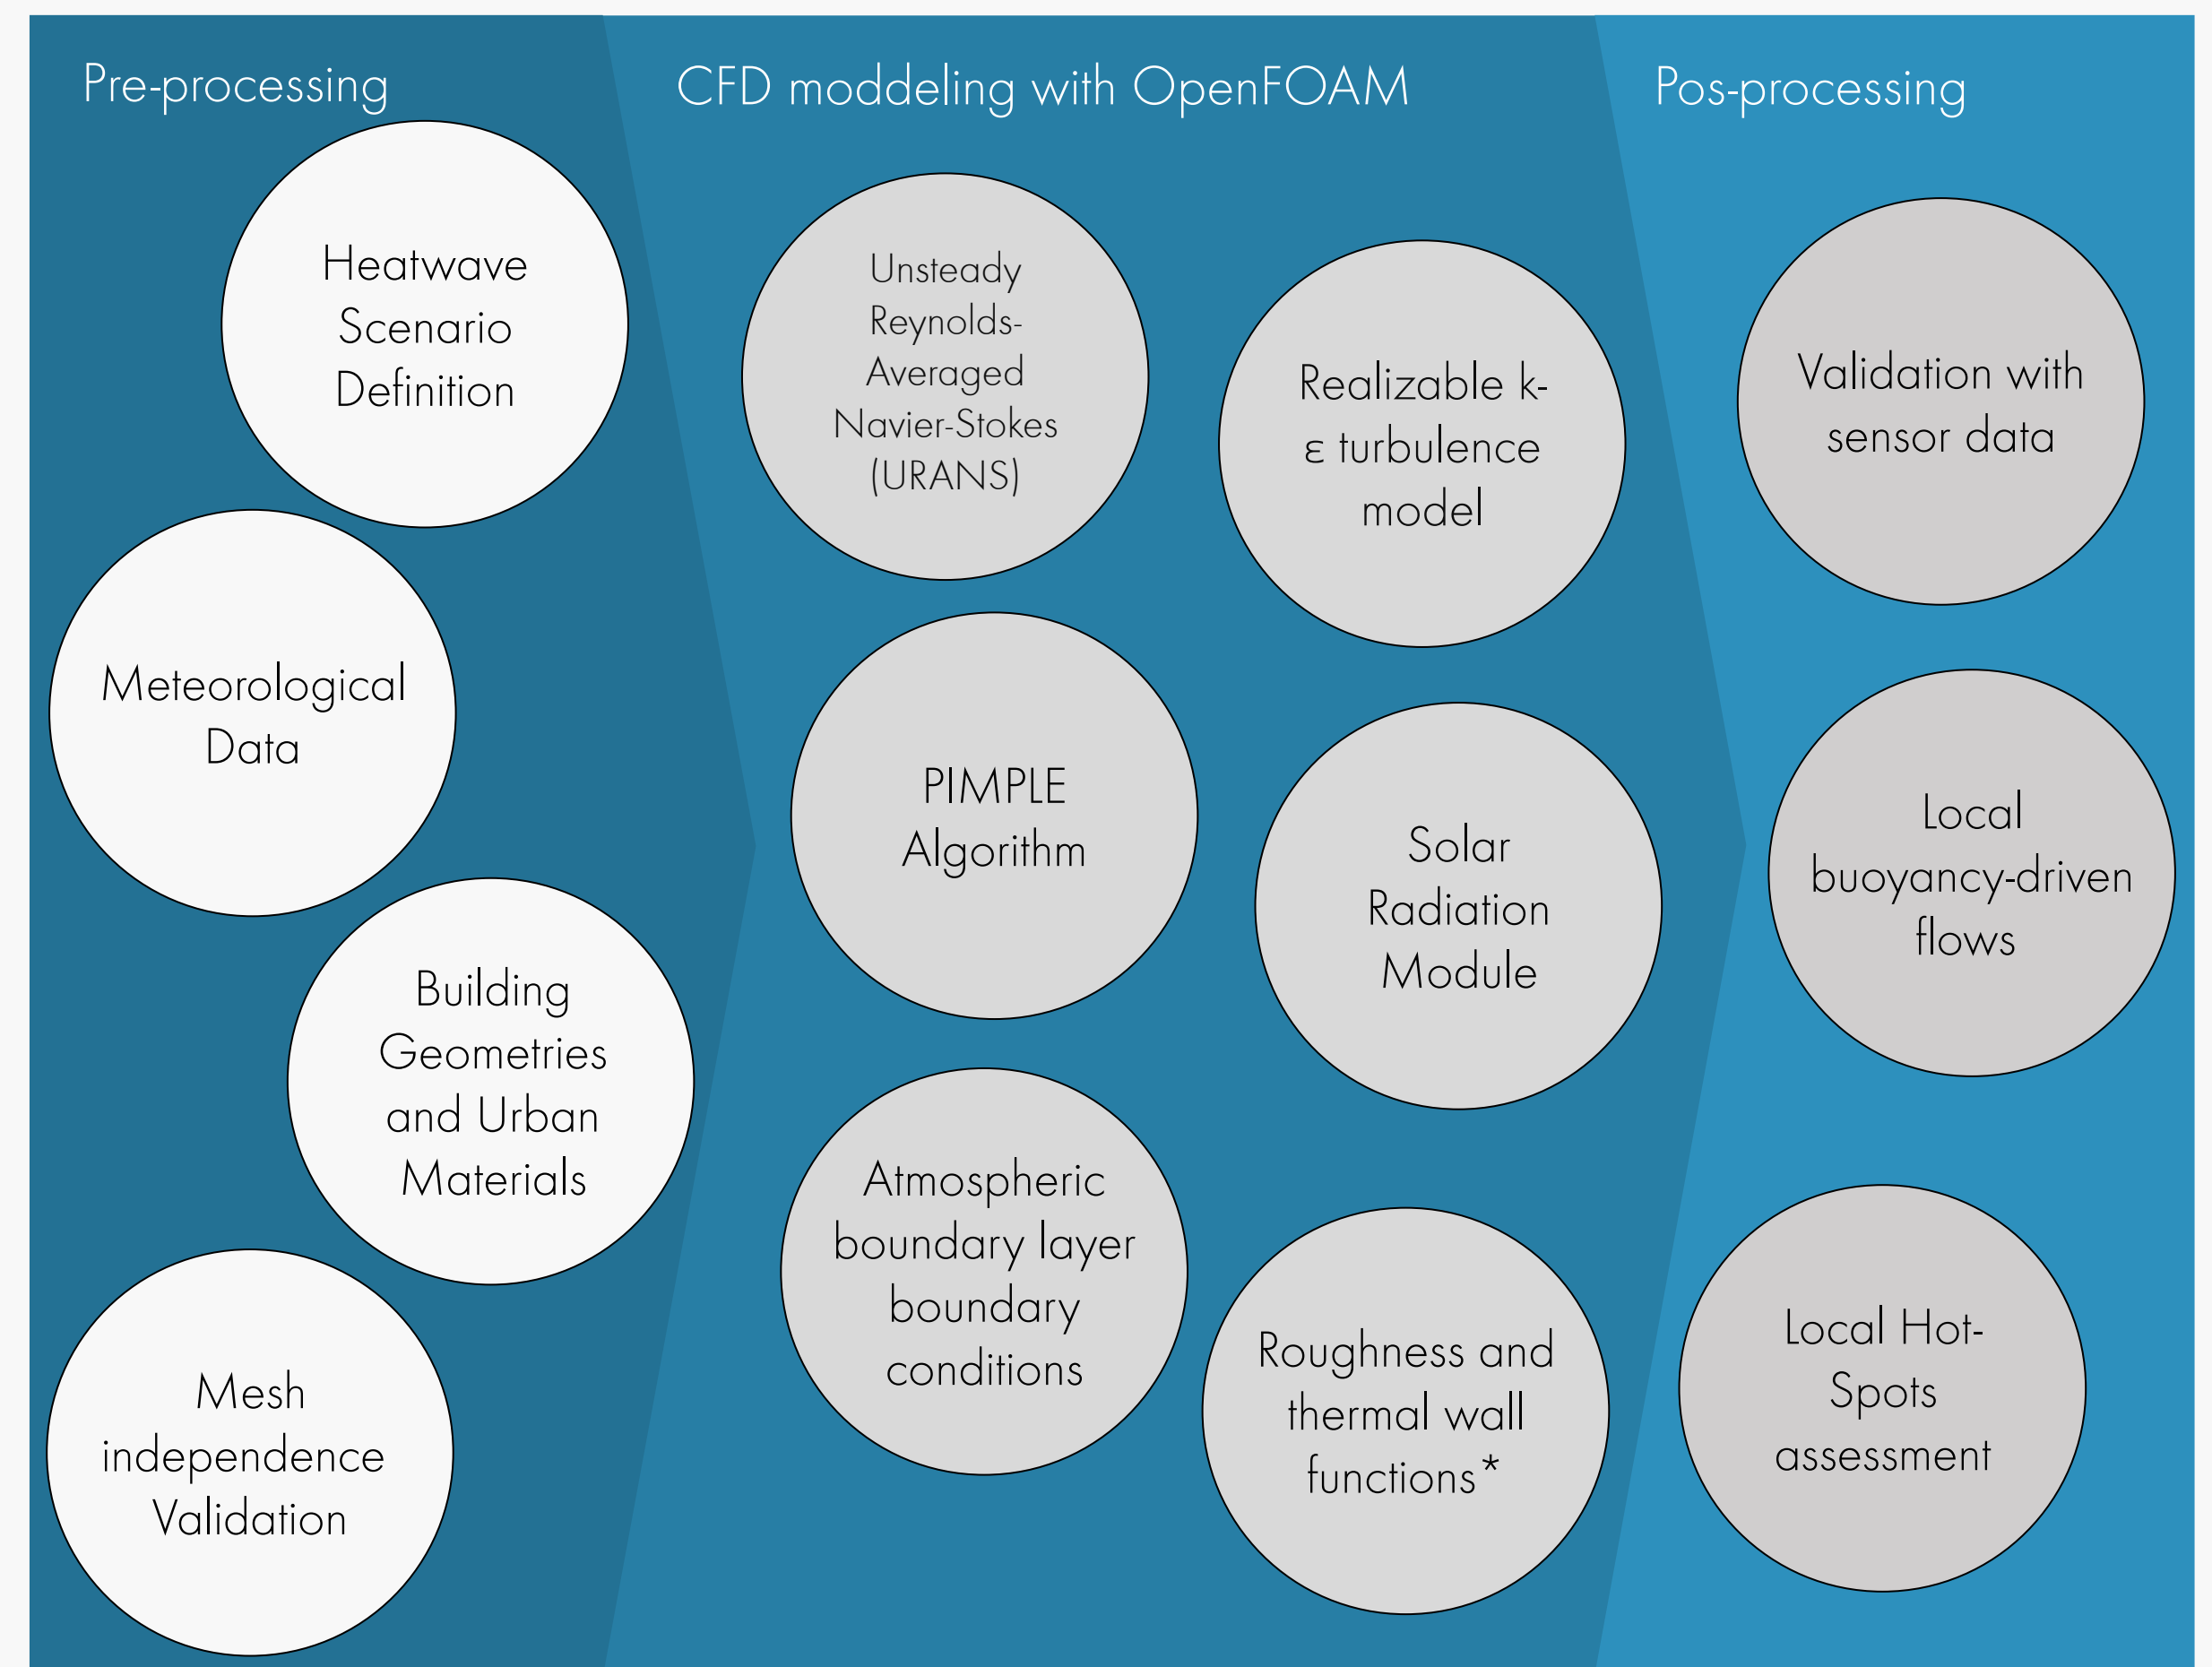 Pre-processing
Heatwave
Scenario
Definition
Meteorological
Data
Building
Geometries
and Urban
Materials
Mesh
independence
Validation
CFD moddeling with OpenFOAM
Unsteady
Reynolds-
Averaged
Navier-Stokes
(URANS)
Realizable k-
ε turbulence
model
PIMPLE
Algorithm
Solar
Radiation
Module
Atmospheric
boundary layer
boundary
conditions
Roughness and
thermal wall
functions*
Pos-processing
Validation with
sensor data
Local
buoyancy-driven
flows
Local Hot-
Spots
assessment